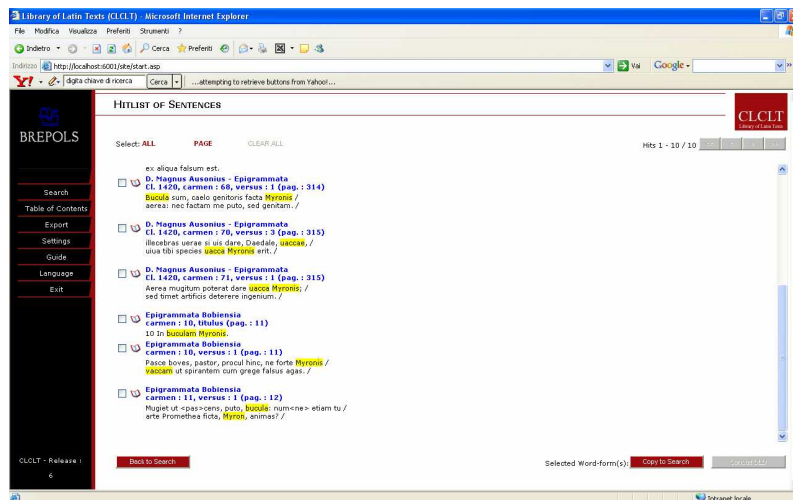 Library of Latin Texts (CLCLT) - Microsoft Internet Explorer
File Modifica Visualizza Preferiti Strumenti ?
Indietro Cerca Preferiti
Indirizzo http://localhost:6001/site/start.asp Vai Google
Y! digita chiave di ricerca Cerca ...attempting to retrieve buttons from Yahoo!...
HITLIST OF SENTENCES
CLCLT
Library of Latin Texts
BREPOLS
Select: ALL PAGE CLEAR ALL Hits 1 - 10 / 10
Search
Table of Contents
Export
Settings
Guide
Language
Exit
ex aliqua falsum est.
D. Magnus Ausonius - Epigrammata
Cl. 1420, carmen : 68, versus : 1 (pag. : 314)
Bucula sum, caelo genitoris facta Myronis /
aerea: nec factam me puto, sed genitam. /
D. Magnus Ausonius - Epigrammata
Cl. 1420, carmen : 70, versus : 3 (pag. : 315)
illecebras uerae si uis dare, Daedale, uaccae, /
uiua tibi species uacca Myronis erit. /
D. Magnus Ausonius - Epigrammata
Cl. 1420, carmen : 71, versus : 1 (pag. : 315)
Aerea mugitum poterat dare uacca Myronis; /
sed timet artificis deterere ingenium. /
Epigrammata Bobiensia
carmen : 10, titulus (pag. : 11)
10 In buculam Myronis.
Epigrammata Bobiensia
carmen : 10, versus : 1 (pag. : 11)
Pasce boves, pastor, procul hinc, ne forte Myronis /
vaccam ut spirantem cum grege falsus agas. /
Epigrammata Bobiensia
carmen : 11, versus : 1 (pag. : 12)
Mugiet ut <pas>cens, puto, bucula: num<ne> etiam tu /
arte Promethea ficta, Myron, animas? /
CLCLT - Release :
6
Back to Search Selected Word-form(s): Copy to Search
Intranet locale